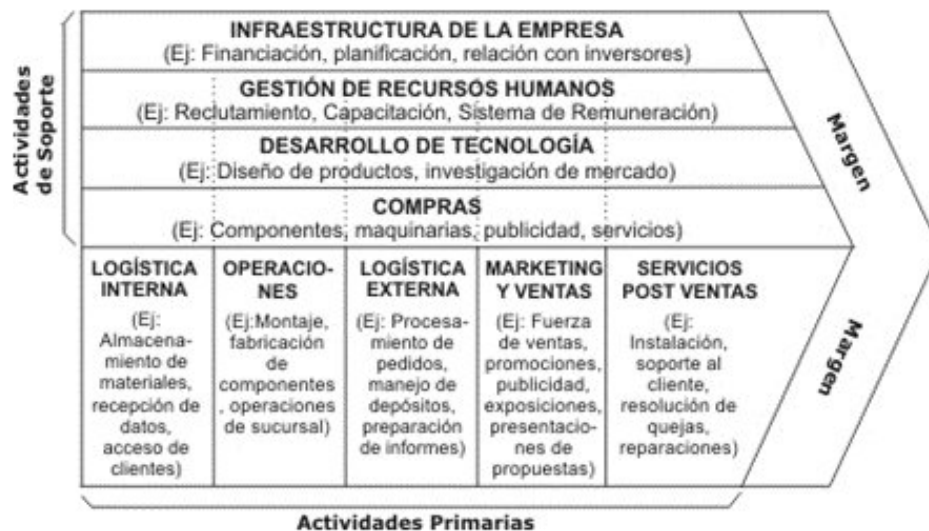 Actividades
de Soporte
INFRAESTRUCTURA DE LA EMPRESA
(Ej: Financiación, planificación, relación con inversores)
GESTIÓN DE RECURSOS HUMANOS
(Ej: Reclutamiento, Capacitación, Sistema de Remuneración)
DESARROLLO DE TECNOLOGÍA
(Ej: Diseño de productos, investigación de mercado)
COMPRAS
(Ej: Componentes, maquinarias, publicidad, servicios)
LOGÍSTICA
INTERNA
(Ej:
Almacena-
miento de
materiales,
recepción de
datos,
acceso de
clientes)
OPERACIO-
NES
(Ej:Montaje,
fabricación
de
componentes
, operaciones
de sucursal)
LOGÍSTICA
EXTERNA
(Ej: Procesa-
miento de
pedidos,
manejo de
depósitos,
preparación
de informes)
MARKETING
Y VENTAS
(Ej: Fuerza
de ventas,
promociones,
publicidad,
exposiciones,
presentacio-
nes de
propuestas)
SERVICIOS
POST VENTAS
(Ej:
Instalación,
soporte al
cliente,
resolución de
quejas,
reparaciones)
Margen
Margen
Actividades Primarias